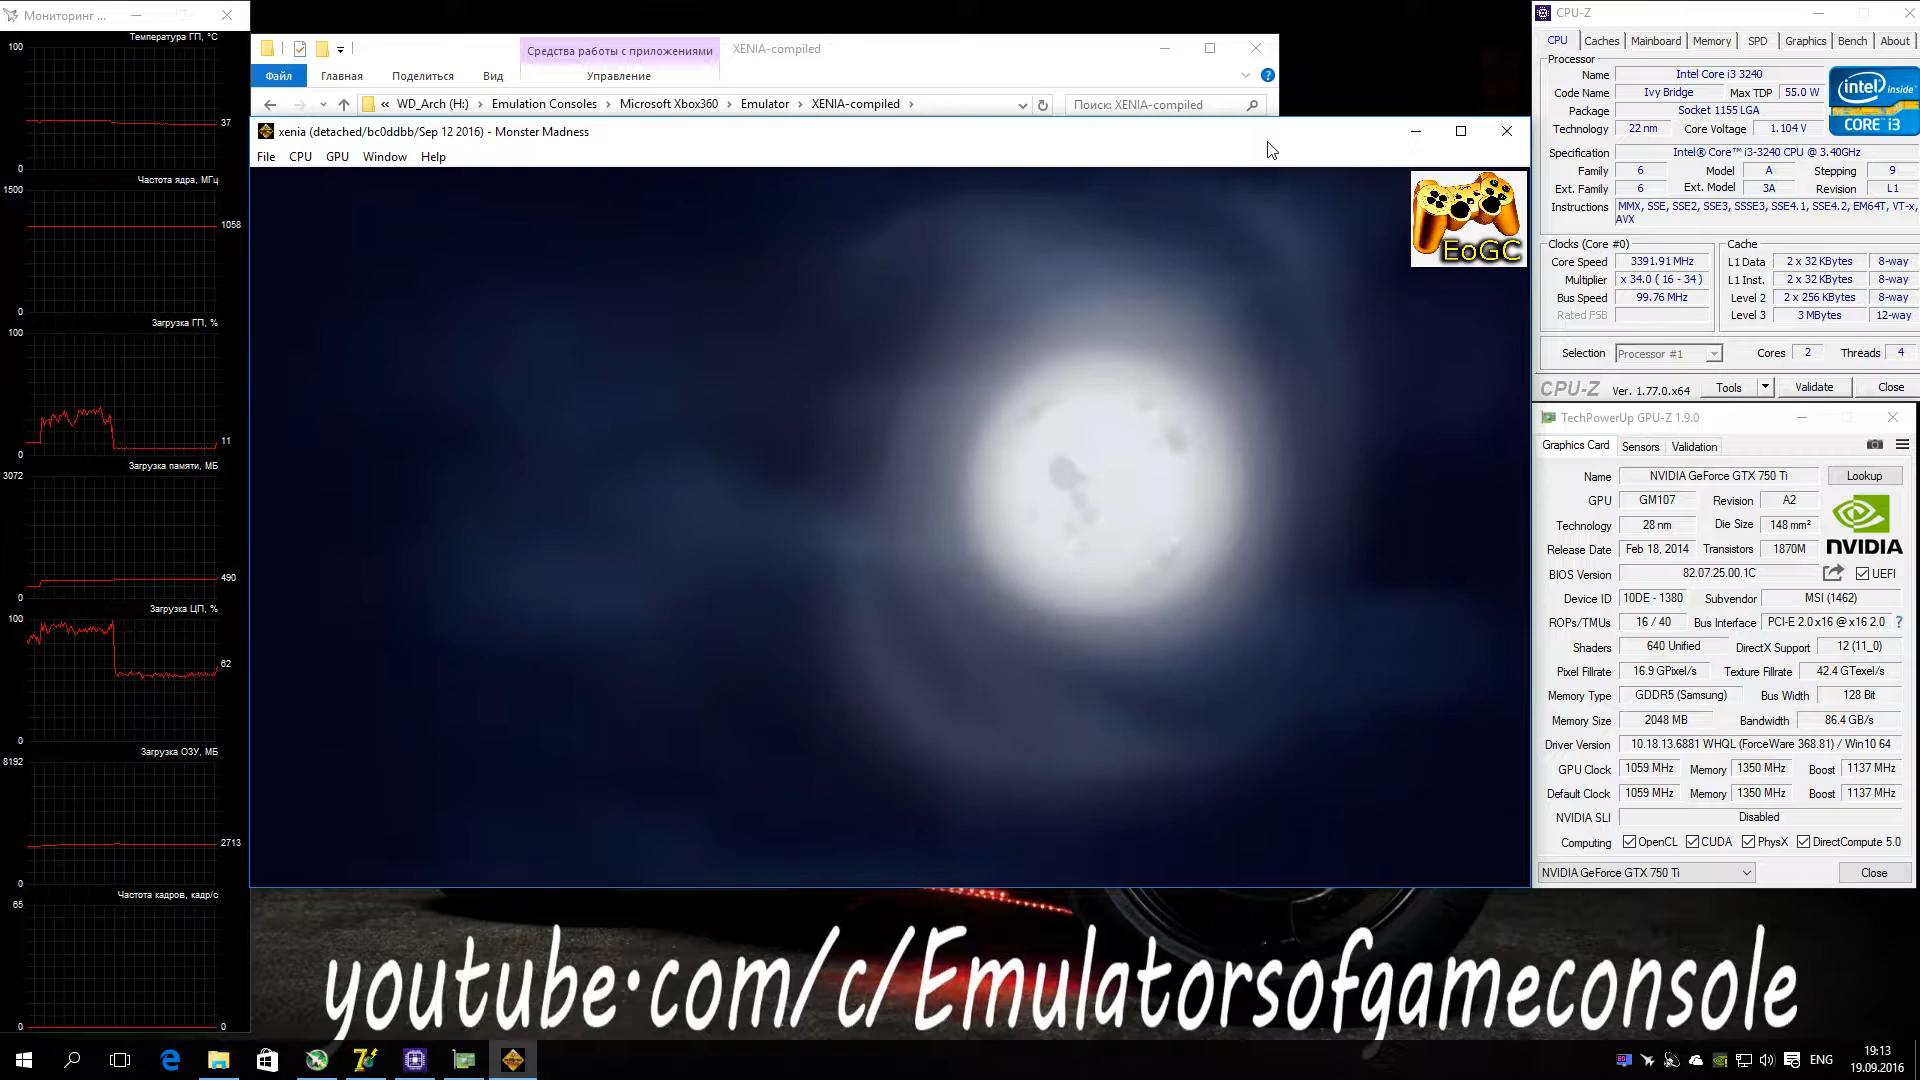 Мониторинг ...
Температура ГП, °C
100
37
0
Частота ядра, МГц
1500
1058
0
Загрузка ГП, %
100
11
0
Загрузка памяти, МБ
3072
490
0
Загрузка ЦП, %
100
62
0
Загрузка ОЗУ, МБ
8192
2713
0
Частота кадров, кадр/с
65
0
0
Средства работы с приложениями
XENIA-compiled
Файл
Главная
Поделиться
Вид
Управление
« WD_Arch (H:) › Emulation Consoles › Microsoft Xbox360 › Emulator › XENIA-compiled ›
Поиск: XENIA-compiled
xenia (detached/bc0ddbb/Sep 12 2016) - Monster Madness
File CPU GPU Window Help
EoGC
CPU-Z
CPU Caches Mainboard Memory SPD Graphics Bench About
Processor
Name Intel Core i3 3240
Code Name Ivy Bridge Max TDP 55.0 W
Package Socket 1155 LGA
Technology 22 nm Core Voltage 1.104 V
intel inside™
CORE i3
Specification Intel® Core™ i3-3240 CPU @ 3.40GHz
Family 6 Model A Stepping 9
Ext. Family 6 Ext. Model 3A Revision L1
Instructions MMX, SSE, SSE2, SSE3, SSSE3, SSE4.1, SSE4.2, EM64T, VT-x,
AVX
Clocks (Core #0)
Core Speed 3391.91 MHz
Multiplier x 34.0 ( 16 - 34 )
Bus Speed 99.76 MHz
Rated FSB
Cache
L1 Data 2 x 32 KBytes 8-way
L1 Inst. 2 x 32 KBytes 8-way
Level 2 2 x 256 KBytes 8-way
Level 3 3 MBytes 12-way
Selection Processor #1 Cores 2 Threads 4
CPU-Z Ver. 1.77.0.x64 Tools Validate Close
TechPowerUp GPU-Z 1.9.0
Graphics Card Sensors Validation
Name NVIDIA GeForce GTX 750 Ti Lookup
GPU GM107 Revision A2
Technology 28 nm Die Size 148 mm²
Release Date Feb 18, 2014 Transistors 1870M
NVIDIA
BIOS Version 82.07.25.00.1C UEFI
Device ID 10DE - 1380 Subvendor MSI (1462)
ROPs/TMUs 16 / 40 Bus Interface PCI-E 2.0 x16 @ x16 2.0 ?
Shaders 640 Unified DirectX Support 12 (11_0)
Pixel Fillrate 16.9 GPixel/s Texture Fillrate 42.4 GTexel/s
Memory Type GDDR5 (Samsung) Bus Width 128 Bit
Memory Size 2048 MB Bandwidth 86.4 GB/s
Driver Version 10.18.13.6881 WHQL (ForceWare 368.81) / Win10 64
GPU Clock 1059 MHz Memory 1350 MHz Boost 1137 MHz
Default Clock 1059 MHz Memory 1350 MHz Boost 1137 MHz
NVIDIA SLI Disabled
Computing OpenCL CUDA PhysX DirectCompute 5.0
NVIDIA GeForce GTX 750 Ti Close
youtube.com/c/Emulatorsofgameconsole
ENG
19:13
19.09.2016